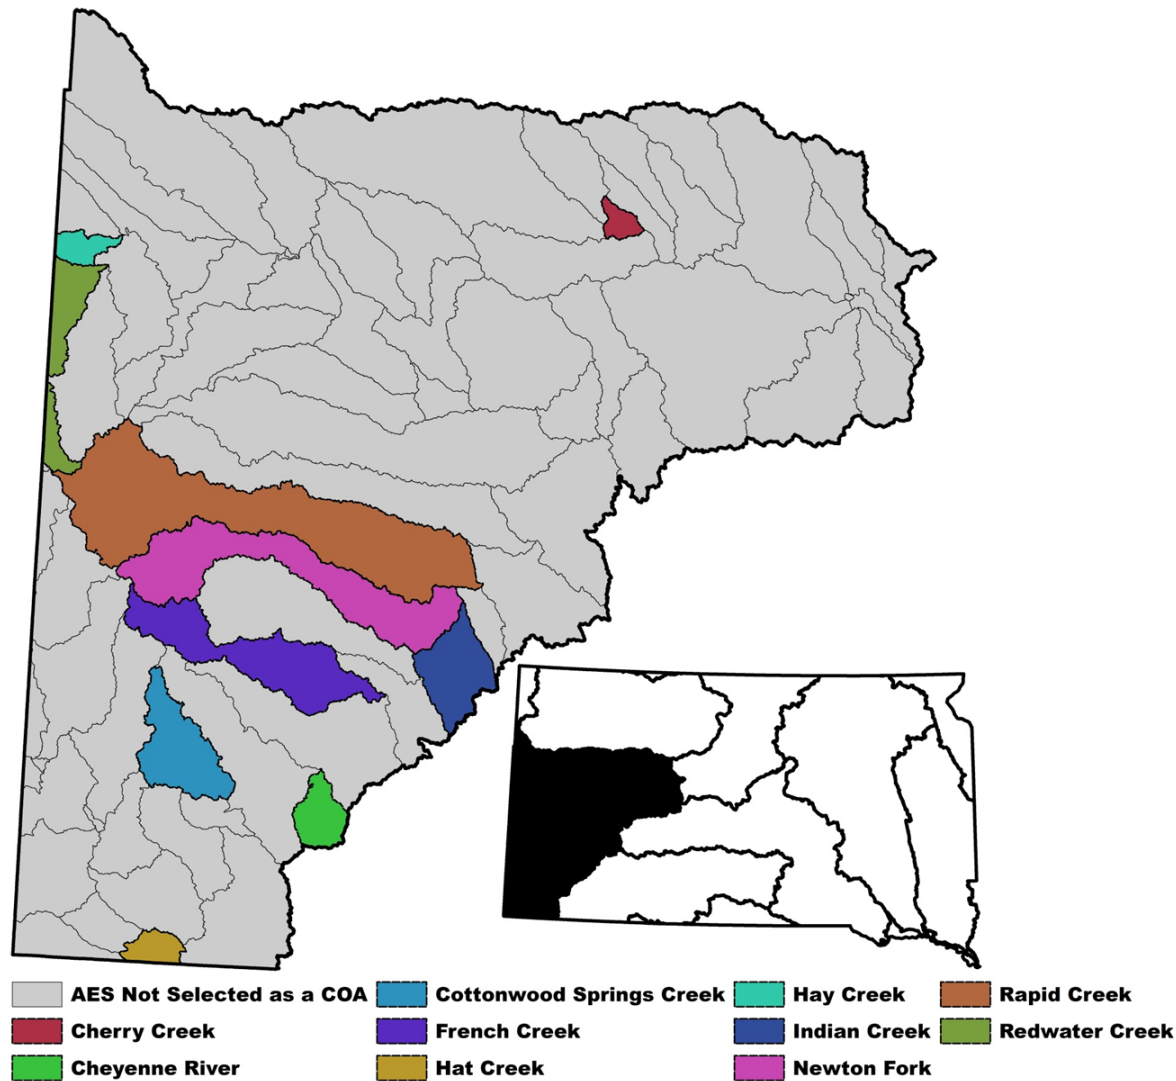 AES Not Selected as a COA
Cherry Creek
Cheyenne River
Cottonwood Springs Creek
French Creek
Hat Creek
Hay Creek
Indian Creek
Newton Fork
Rapid Creek
Redwater Creek